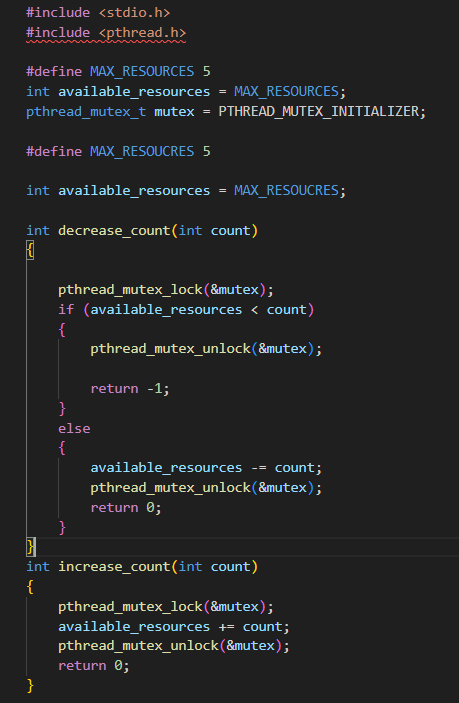 #include <stdio.h>
#include <pthread.h>
#define MAX_RESOURCES 5
int available_resources = MAX_RESOURCES;
pthread_mutex_t mutex = PTHREAD_MUTEX_INITIALIZER;
#define MAX_RESOUCRES 5
int available_resources = MAX_RESOUCRES;
int decrease_count(int count)
{
pthread_mutex_lock(&mutex);
if (available_resources < count)
{
pthread_mutex_unlock(&mutex);
return -1;
}
else
{
available_resources -= count;
pthread_mutex_unlock(&mutex);
return 0;
}
}
int increase_count(int count)
{
pthread_mutex_lock(&mutex);
available_resources += count;
pthread_mutex_unlock(&mutex);
return 0;
}